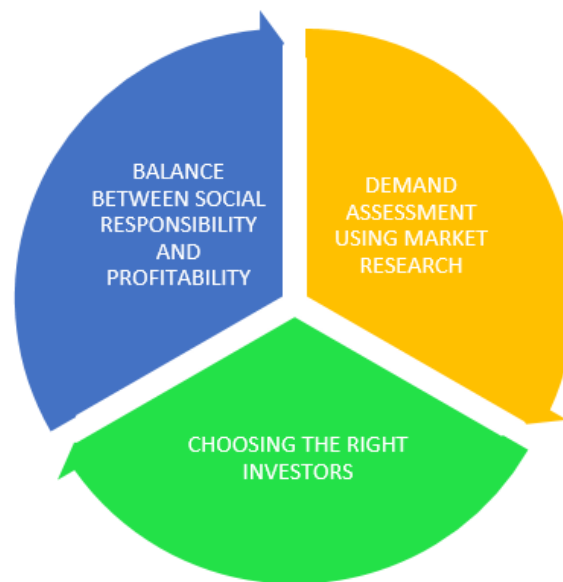 BALANCE
BETWEEN SOCIAL
RESPONSIBILITY
AND
PROFITABILITY
DEMAND
ASSESSMENT
USING MARKET
RESEARCH
CHOOSING THE RIGHT
INVESTORS